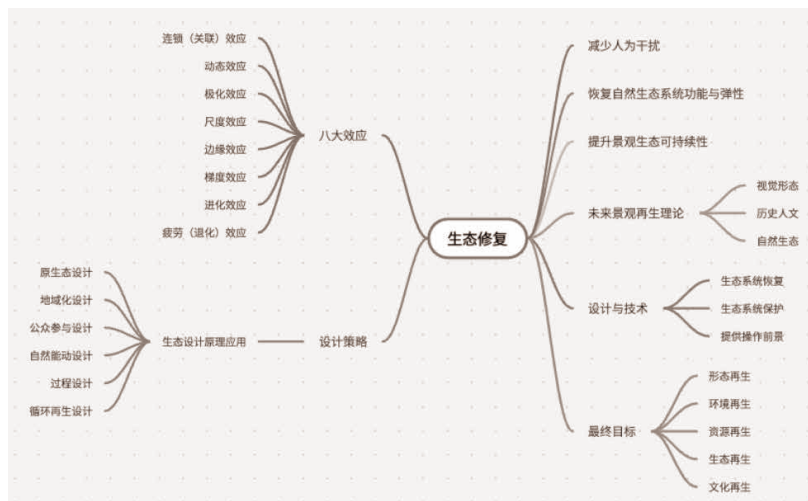 生态修复
减少人为干扰
恢复自然生态系统功能与弹性
提升景观生态可持续性
未来景观再生理论
视觉形态
历史人文
自然生态
设计与技术
生态系统恢复
生态系统保护
提供操作前景
最终目标
形态再生
环境再生
资源再生
生态再生
文化再生
八大效应
连锁（关联）效应
动态效应
极化效应
尺度效应
边缘效应
梯度效应
进化效应
疲劳（退化）效应
设计策略
生态设计原理应用
原生态设计
地域化设计
公众参与设计
自然能动设计
过程设计
循环再生设计